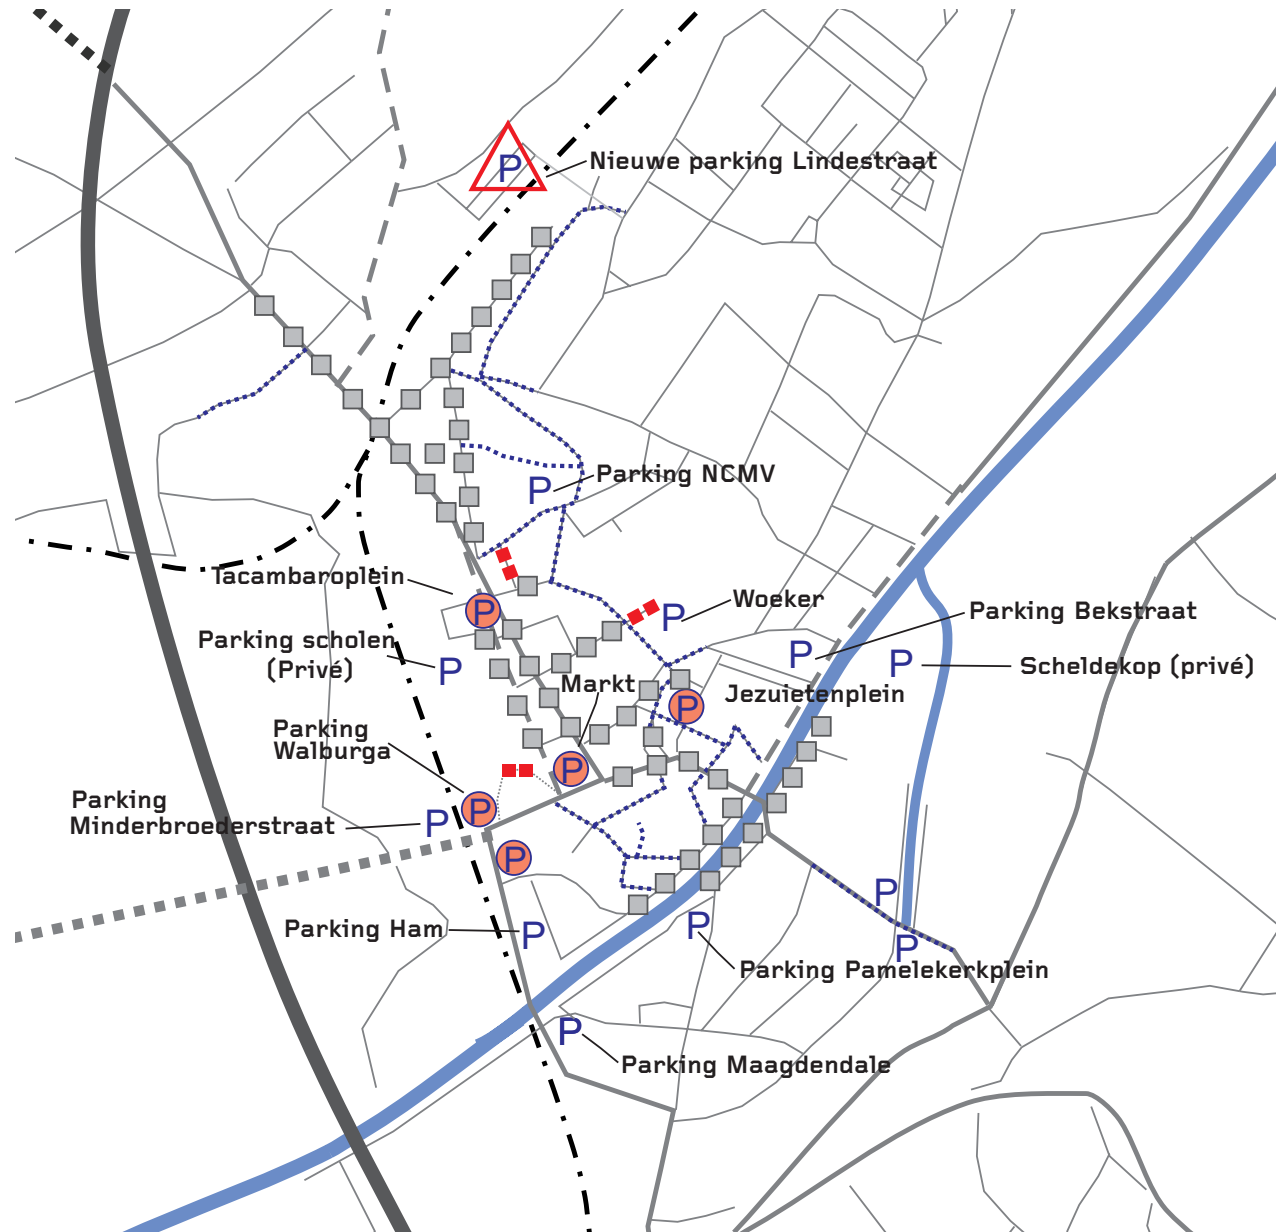 P
Nieuwe parking Lindestraat
Parking NCMV
P
Tacambaroplein
P
Woeker
P
Parking Bekstraat
Parking scholen
(Privé)
P
P
P
Scheldekop (privé)
Markt
Jezuietenplein
P
Parking
Walburga
P
Parking
Minderbroederstraat
P
P
P
P
Parking Ham
P
P
P
Parking Pamelekerkplein
P
P
Parking Maagdendale